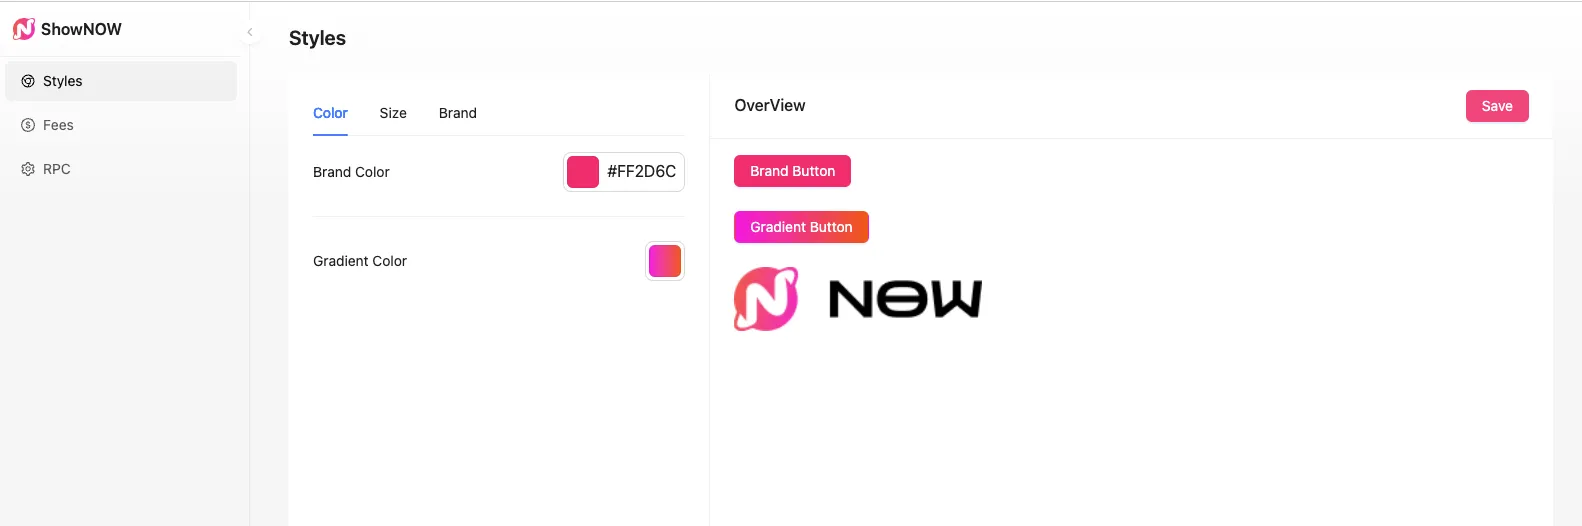 ShowNOW
Styles
Fees
RPC
Styles
Color Size Brand
Brand Color #FF2D6C
Gradient Color
OverView Save
Brand Button
Gradient Button
NOW